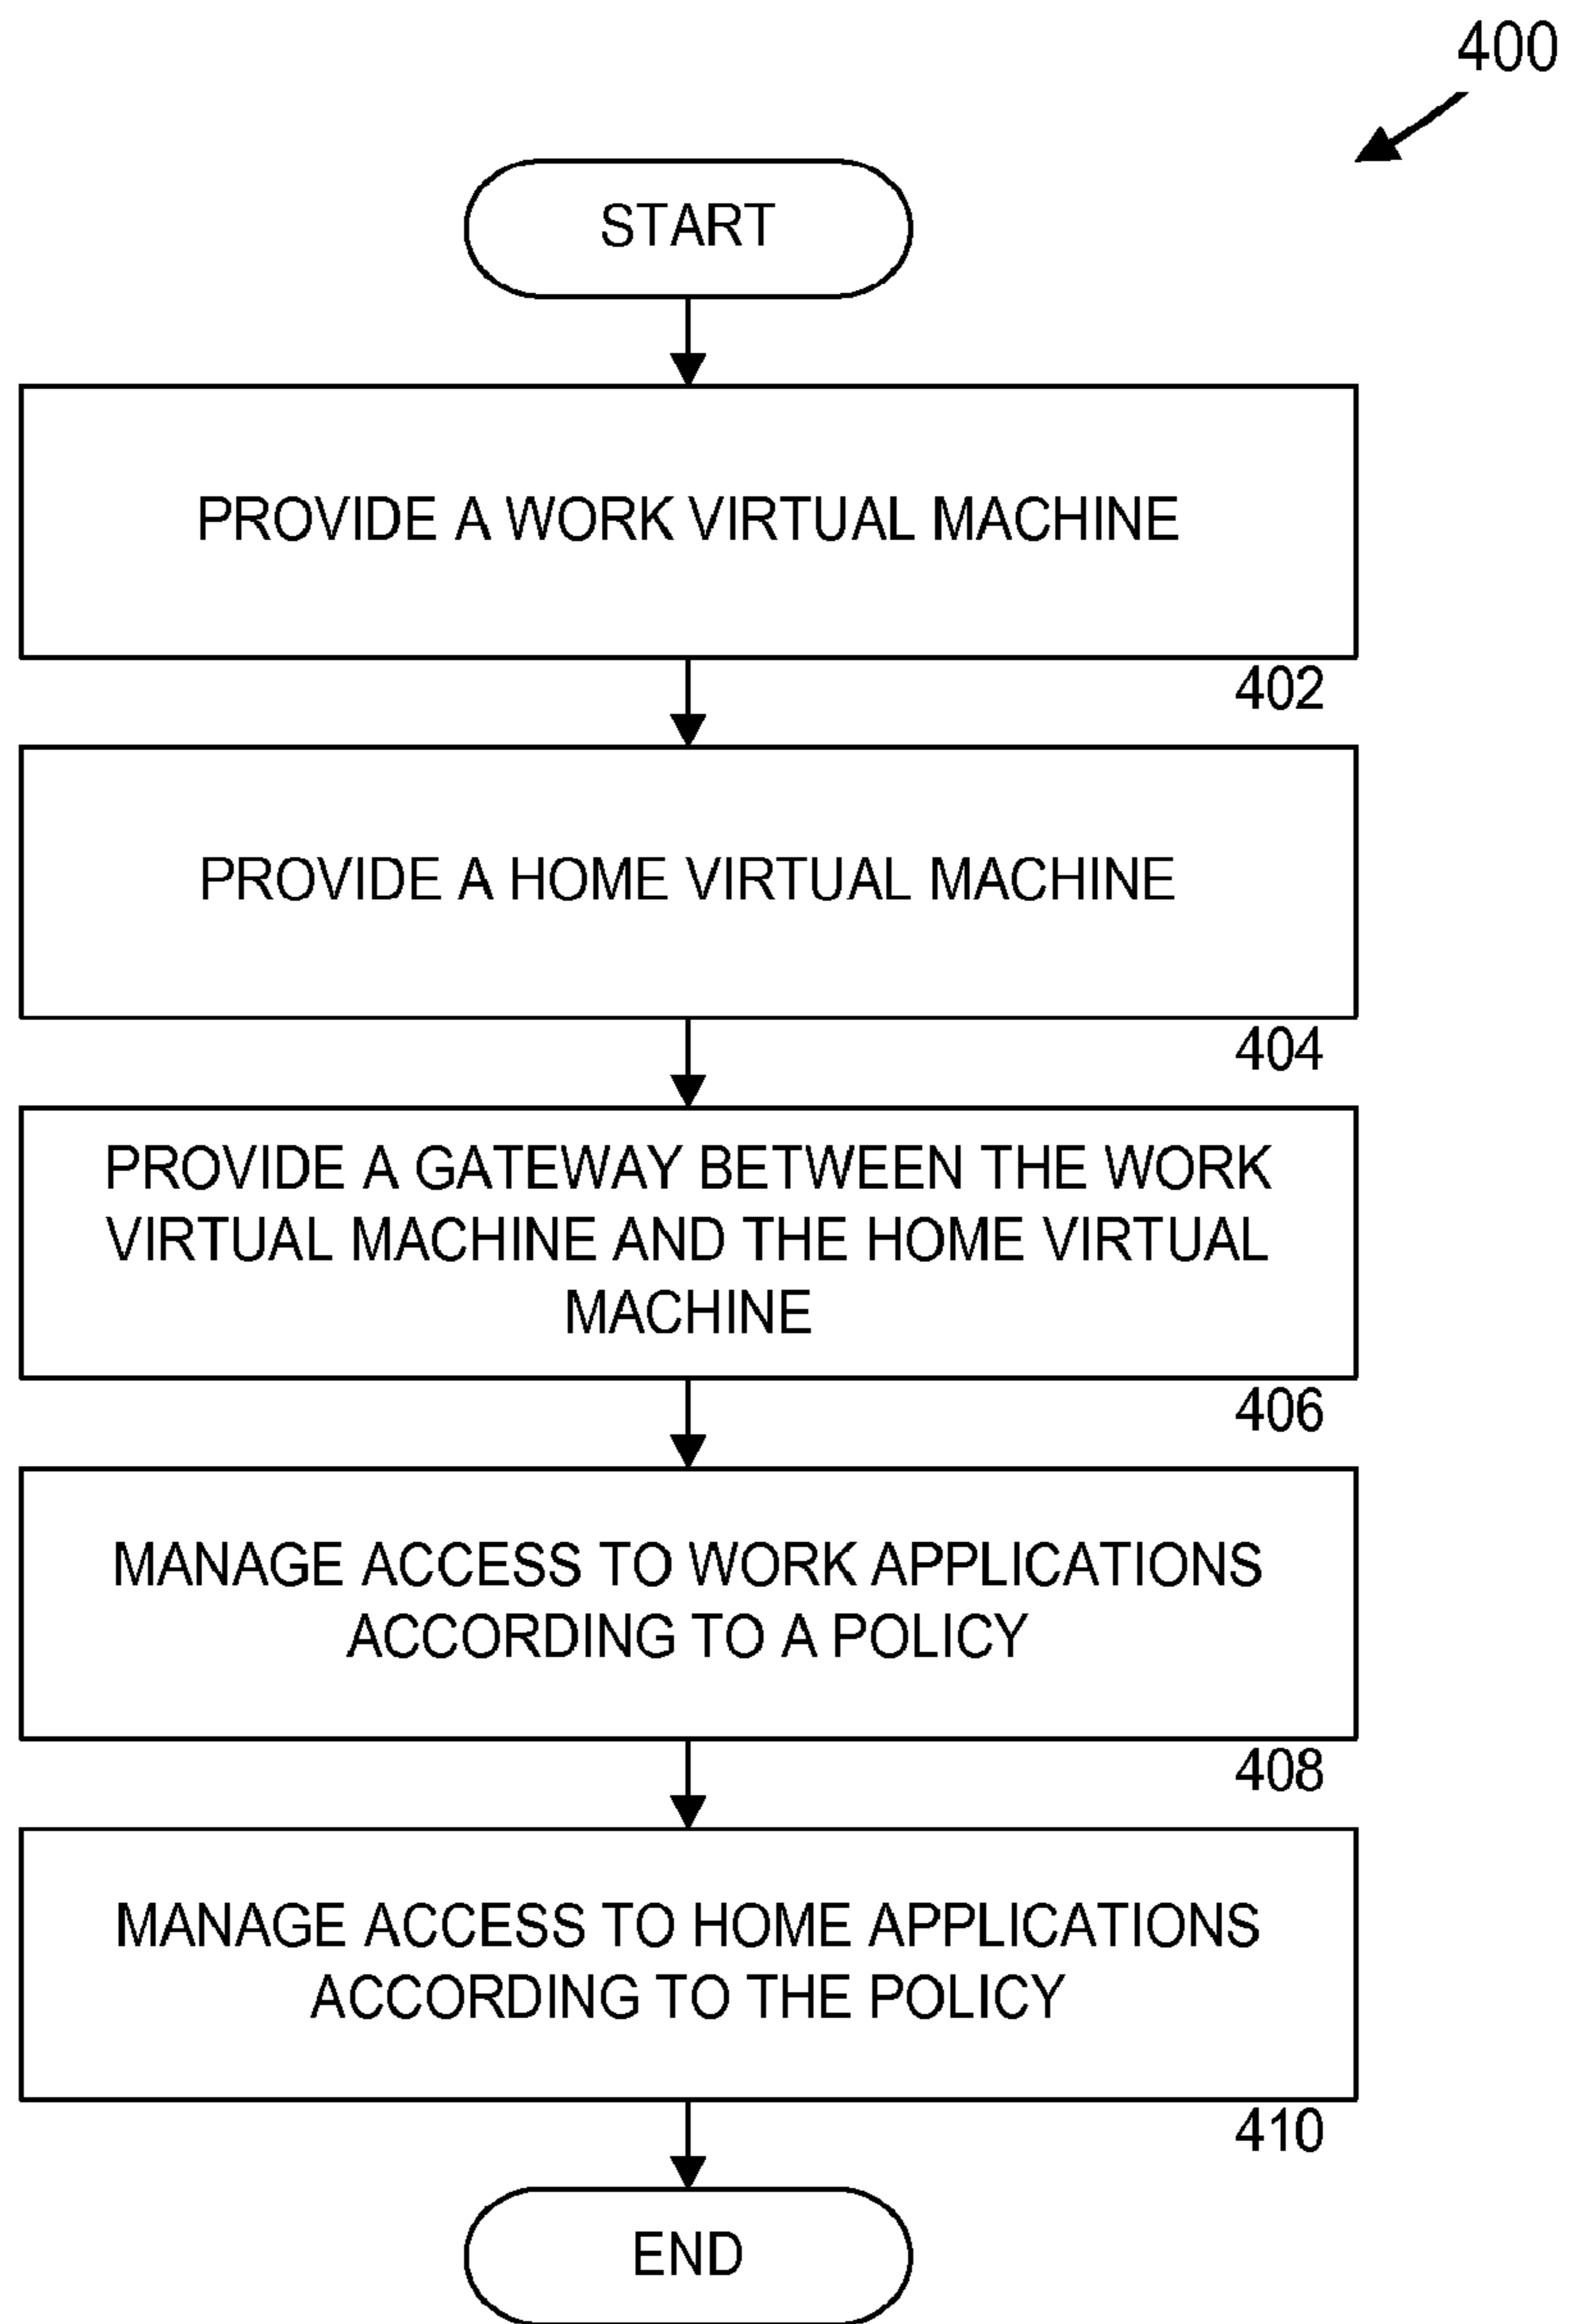 400
START
PROVIDE A WORK VIRTUAL MACHINE
402
PROVIDE A HOME VIRTUAL MACHINE
404
PROVIDE A GATEWAY BETWEEN THE WORK
VIRTUAL MACHINE AND THE HOME VIRTUAL
MACHINE
406
MANAGE ACCESS TO WORK APPLICATIONS
ACCORDING TO A POLICY
408
MANAGE ACCESS TO HOME APPLICATIONS
ACCORDING TO THE POLICY
410
END